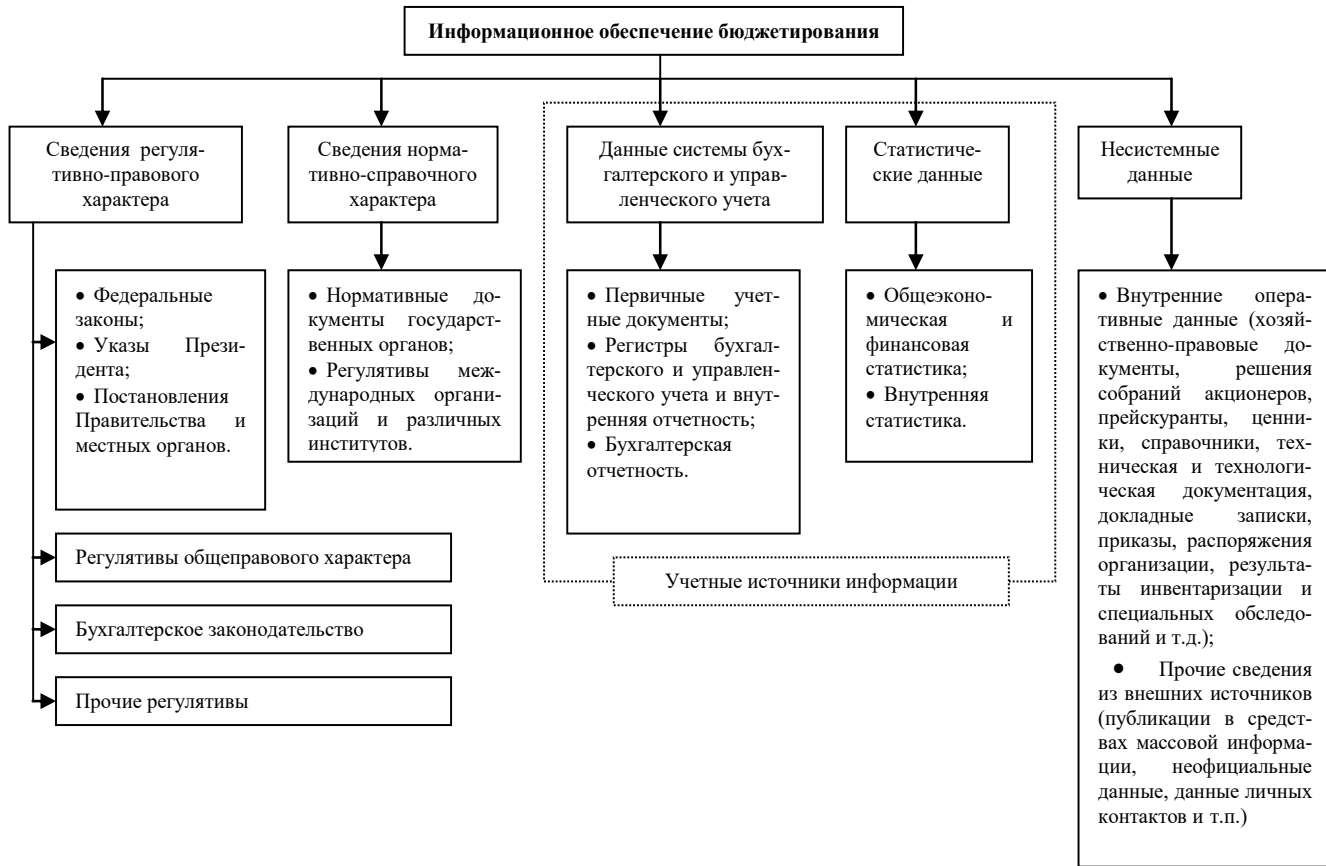 Информационное обеспечение бюджетирования
Сведения регуля-
тивно-правового
характера
Сведения норма-
тивно-справочного
характера
Данные системы бух-
галтерского и управ-
ленческого учета
Статистиче-
ские данные
Несистемные
данные
• Федеральные
законы;
• Указы Прези-
дента;
• Постановления
Правительства и
местных органов.
• Нормативные до-
кументы государст-
венных органов;
• Регулятивы меж-
дународных органи-
заций и различных
институтов.
• Первичные учет-
ные документы;
• Регистры бухгал-
терского и управлен-
ческого учета и внут-
ренняя отчетность;
• Бухгалтерская
отчетность.
• Общеэконо-
мическая и
финансовая
статистика;
• Внутренняя
статистика.
• Внутренние опера-
тивные данные (хозяй-
ственно-правовые до-
кументы, решения
собраний акционеров,
прейскуранты, ценни-
ки, справочники, тех-
ническая и технологи-
ческая документация,
докладные записки,
приказы, распоряжения
организации, результа-
ты инвентаризации и
специальных обследо-
ваний и т.д.);
• Прочие сведения
из внешних источников
(публикации в средст-
вах массовой информа-
ции, неофициальные
данные, данные личных
контактов и т.п.)
Учетные источники информации
Регулятивы общеправового характера
Бухгалтерское законодательство
Прочие регулятивы